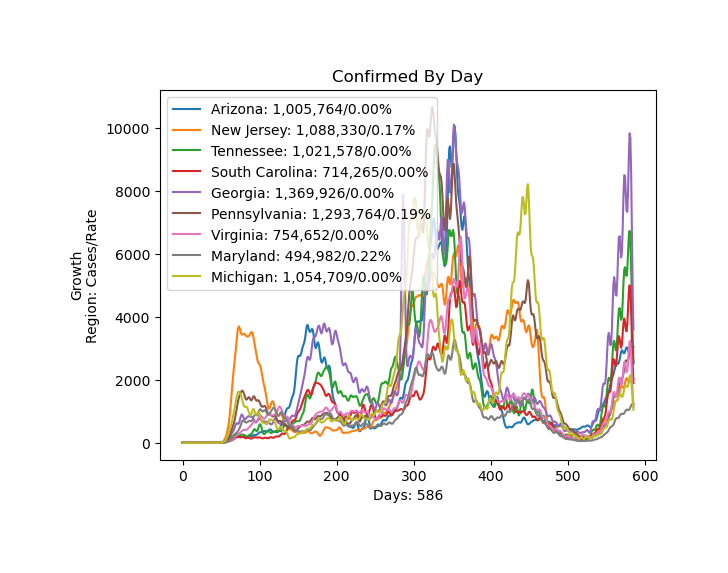 Confirmed By Day
Arizona: 1,005,764/0.00%
New Jersey: 1,088,330/0.17%
Tennessee: 1,021,578/0.00%
South Carolina: 714,265/0.00%
Georgia: 1,369,926/0.00%
Pennsylvania: 1,293,764/0.19%
Virginia: 754,652/0.00%
Maryland: 494,982/0.22%
Michigan: 1,054,709/0.00%
Growth
Region: Cases/Rate
10000
8000
6000
4000
2000
0
0 100 200 300 400 500 600
Days: 586